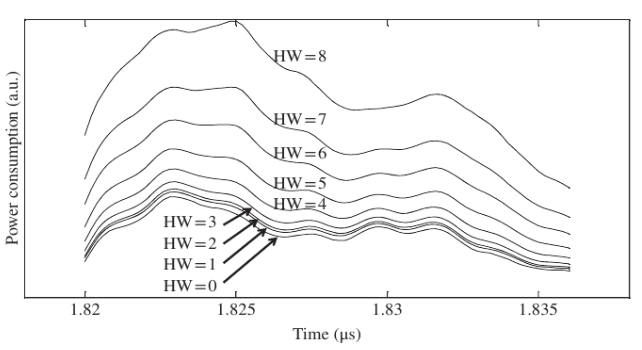 HW=8
HW=7
HW=6
HW=5
HW=4
HW=3
HW=2
HW=1
HW=0
Power consumption (a.u.)
1.82 1.825 1.83 1.835
Time (μs)